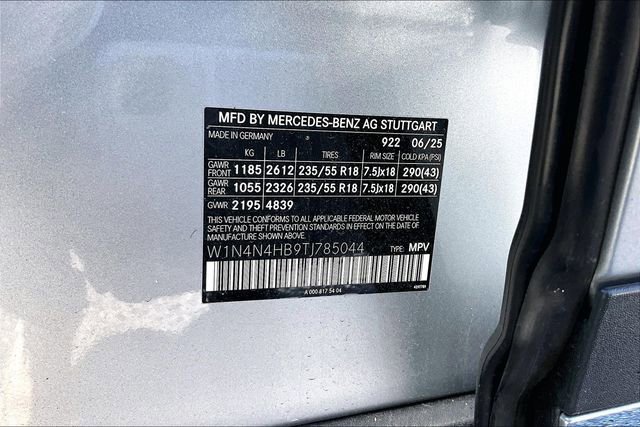 MFD BY MERCEDES-BENZ AG STUTTGART
MADE IN GERMANY 922 06/25
KG LB TIRES RIM SIZE COLD KPA (PSI)
GAWR FRONT 1185 2612 235/55 R18 7.5Jx18 290(43)
GAWR REAR 1055 2326 235/55 R18 7.5Jx18 290(43)
GVWR 2195 4839
THIS VEHICLE CONFORMS TO ALL APPLICABLE FEDERAL MOTOR VEHICLE
SAFETY AND THEFT PREVENTION STANDARDS IN EFFECT ON THE DATE OF
MANUFACTURE SHOWN ABOVE.
W1N4N4HB9TJ785044 TYPE: MPV
A 000 817 54 04